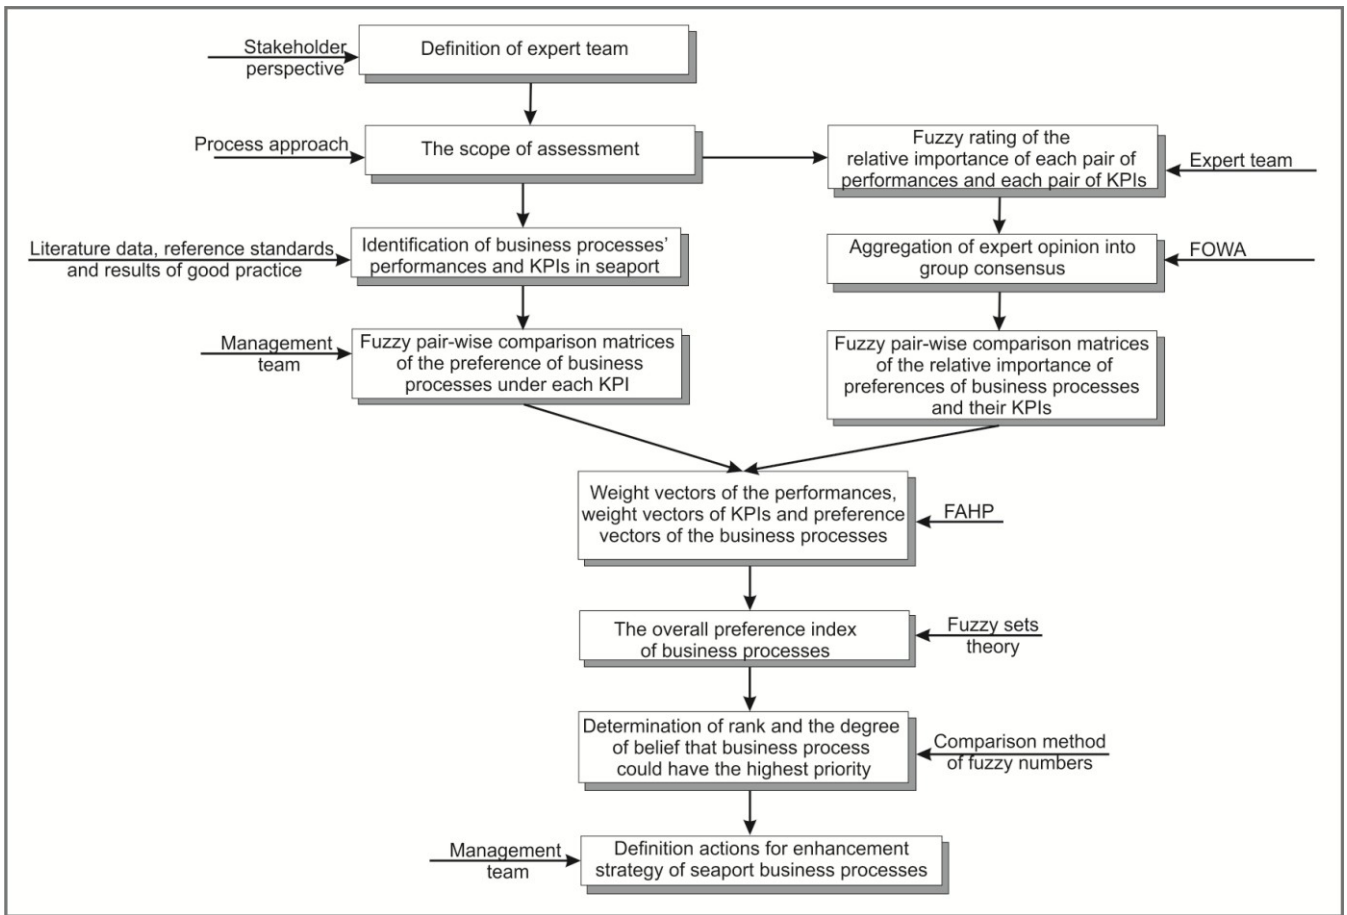 Stakeholder
perspective
Definition of expert team
Process approach
The scope of assessment
Fuzzy rating of the
relative importance of each pair of
performances and each pair of KPIs
Expert team
Literature data, reference standards
and results of good practice
Identification of business processes’
performances and KPIs in seaport
Aggregation of expert opinion into
group consensus
FOWA
Management
team
Fuzzy pair-wise comparison matrices
of the preference of business
processes under each KPI
Fuzzy pair-wise comparison matrices
of the relative importance of
preferences of business processes
and their KPIs
Weight vectors of the performances,
weight vectors of KPIs and preference
vectors of the business processes
FAHP
The overall preference index
of business processes
Fuzzy sets
theory
Determination of rank and the degree
of belief that business process
could have the highest priority
Comparison method
of fuzzy numbers
Management
team
Definition actions for enhancement
strategy of seaport business processes